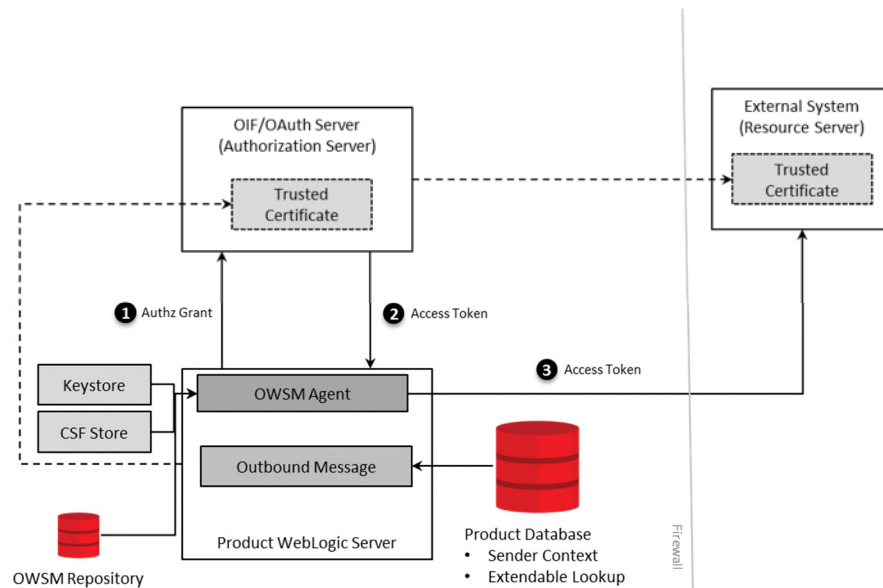 OIF/OAuth Server
(Authorization Server)
Trusted
Certificate
External System
(Resource Server)
Trusted
Certificate
1 Authz Grant
2 Access Token
3 Access Token
Keystore
CSF Store
OWSM Agent
Outbound Message
Product WebLogic Server
OWSM Repository
Product Database
• Sender Context
• Extendable Lookup
Firewall